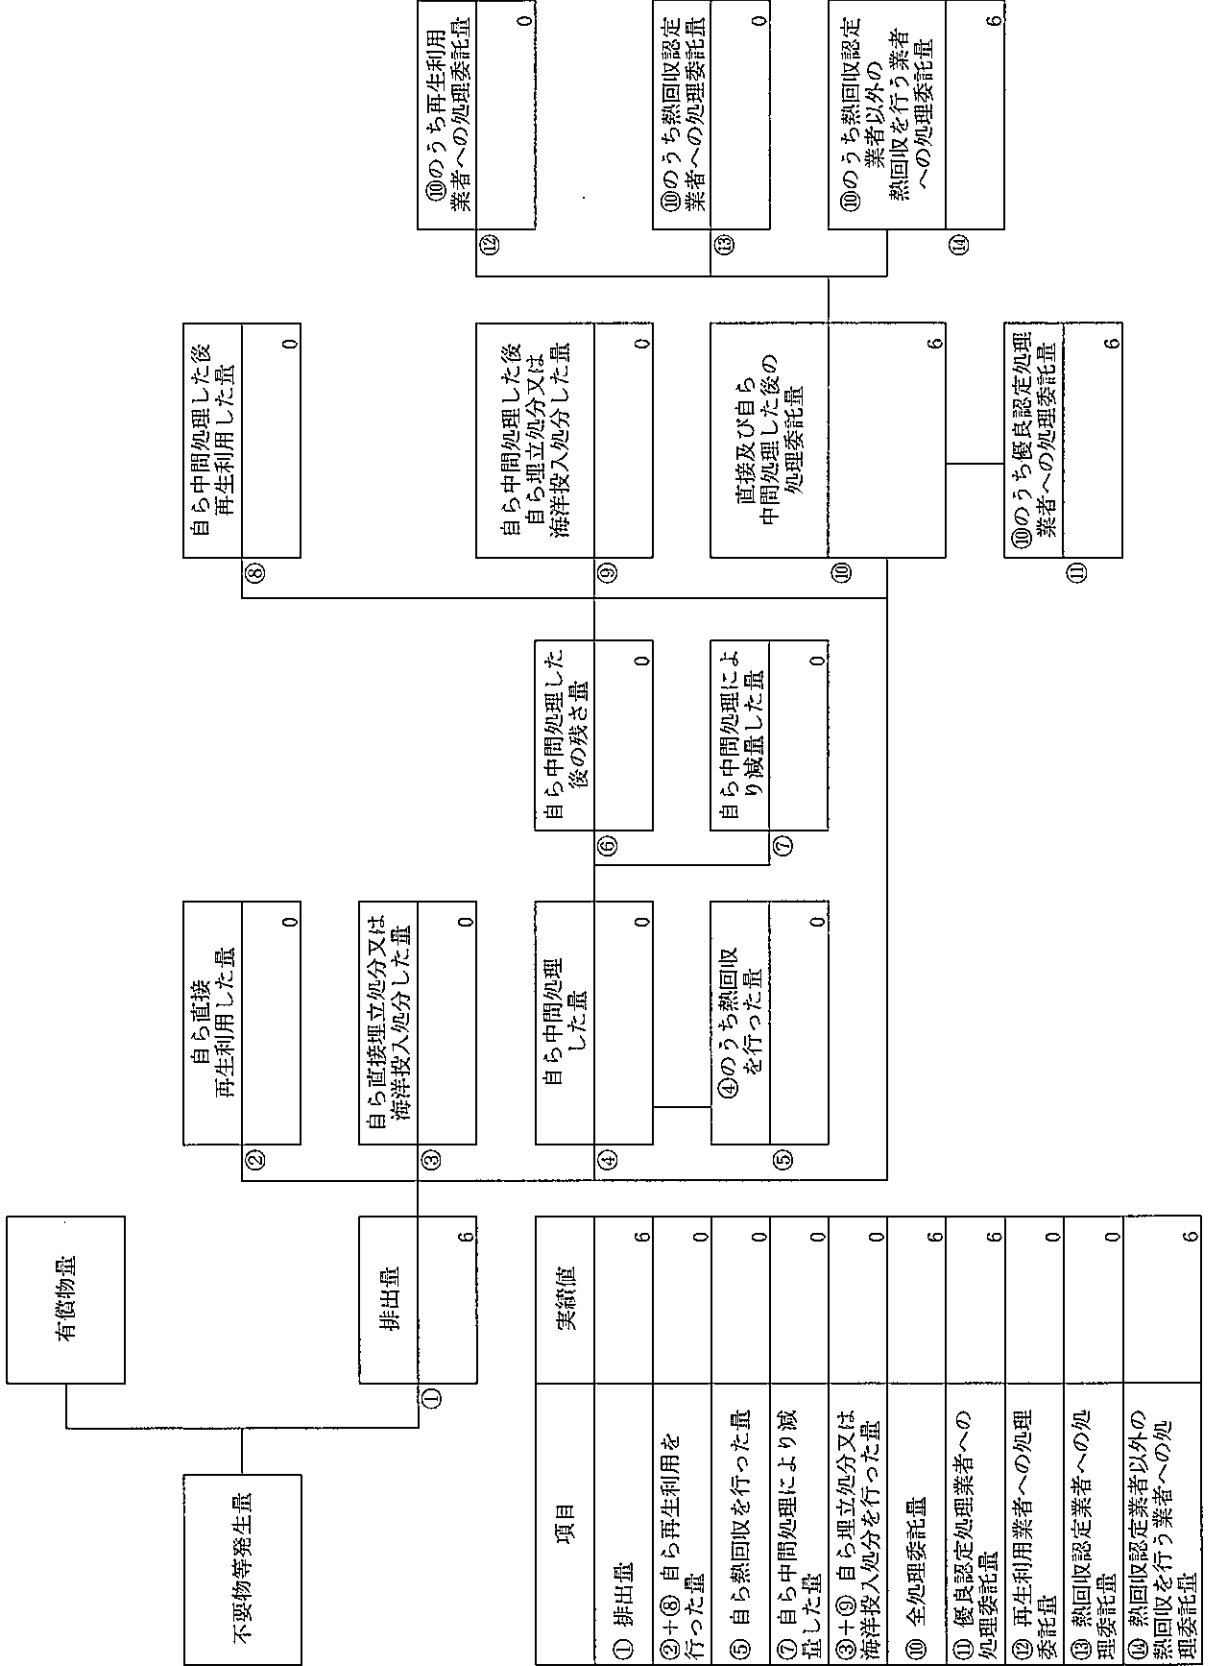 不要物等発生量
有償物量
排出量
6
①
自ら直接
再生利用した量
0
②
自ら直接埋立処分又は
海洋投入処分した量
0
③
自ら中間処理
した量
0
④
④のうち熱回収
を行った量
0
⑤
自ら中間処理した
後の残さ量
0
⑥
自ら中間処理によ
り減量した量
0
⑦
自ら中間処理した後
再生利用した量
0
⑧
自ら中間処理した後
自ら埋立処分又は
海洋投入処分した量
0
⑨
直接及び自ら
中間処理した後の
処理委託量
6
⑩
⑩のうち優良認定処理
業者への処理委託量
6
⑪
⑩のうち再生利用
業者への処理委託量
0
⑫
⑩のうち熱回収認定
業者への処理委託量
0
⑬
⑩のうち熱回収認定
業者以外の
熱回収を行う業者
への処理委託量
6
⑭
項目 実績値
① 排出量 6
②+⑧ 自ら再生利用を
行った量 0
⑤ 自ら熱回収を行った量 0
⑦ 自ら中間処理により減
量した量 0
③+⑨ 自ら埋立処分又は
海洋投入処分を行った量 0
⑩ 全処理委託量 6
⑪ 優良認定処理業者への
処理委託量 6
⑫ 再生利用業者への処理
委託量 0
⑬ 熱回収認定業者への処
理委託量 0
⑭ 熱回収認定業者以外の
熱回収を行う業者への処
理委託量 6